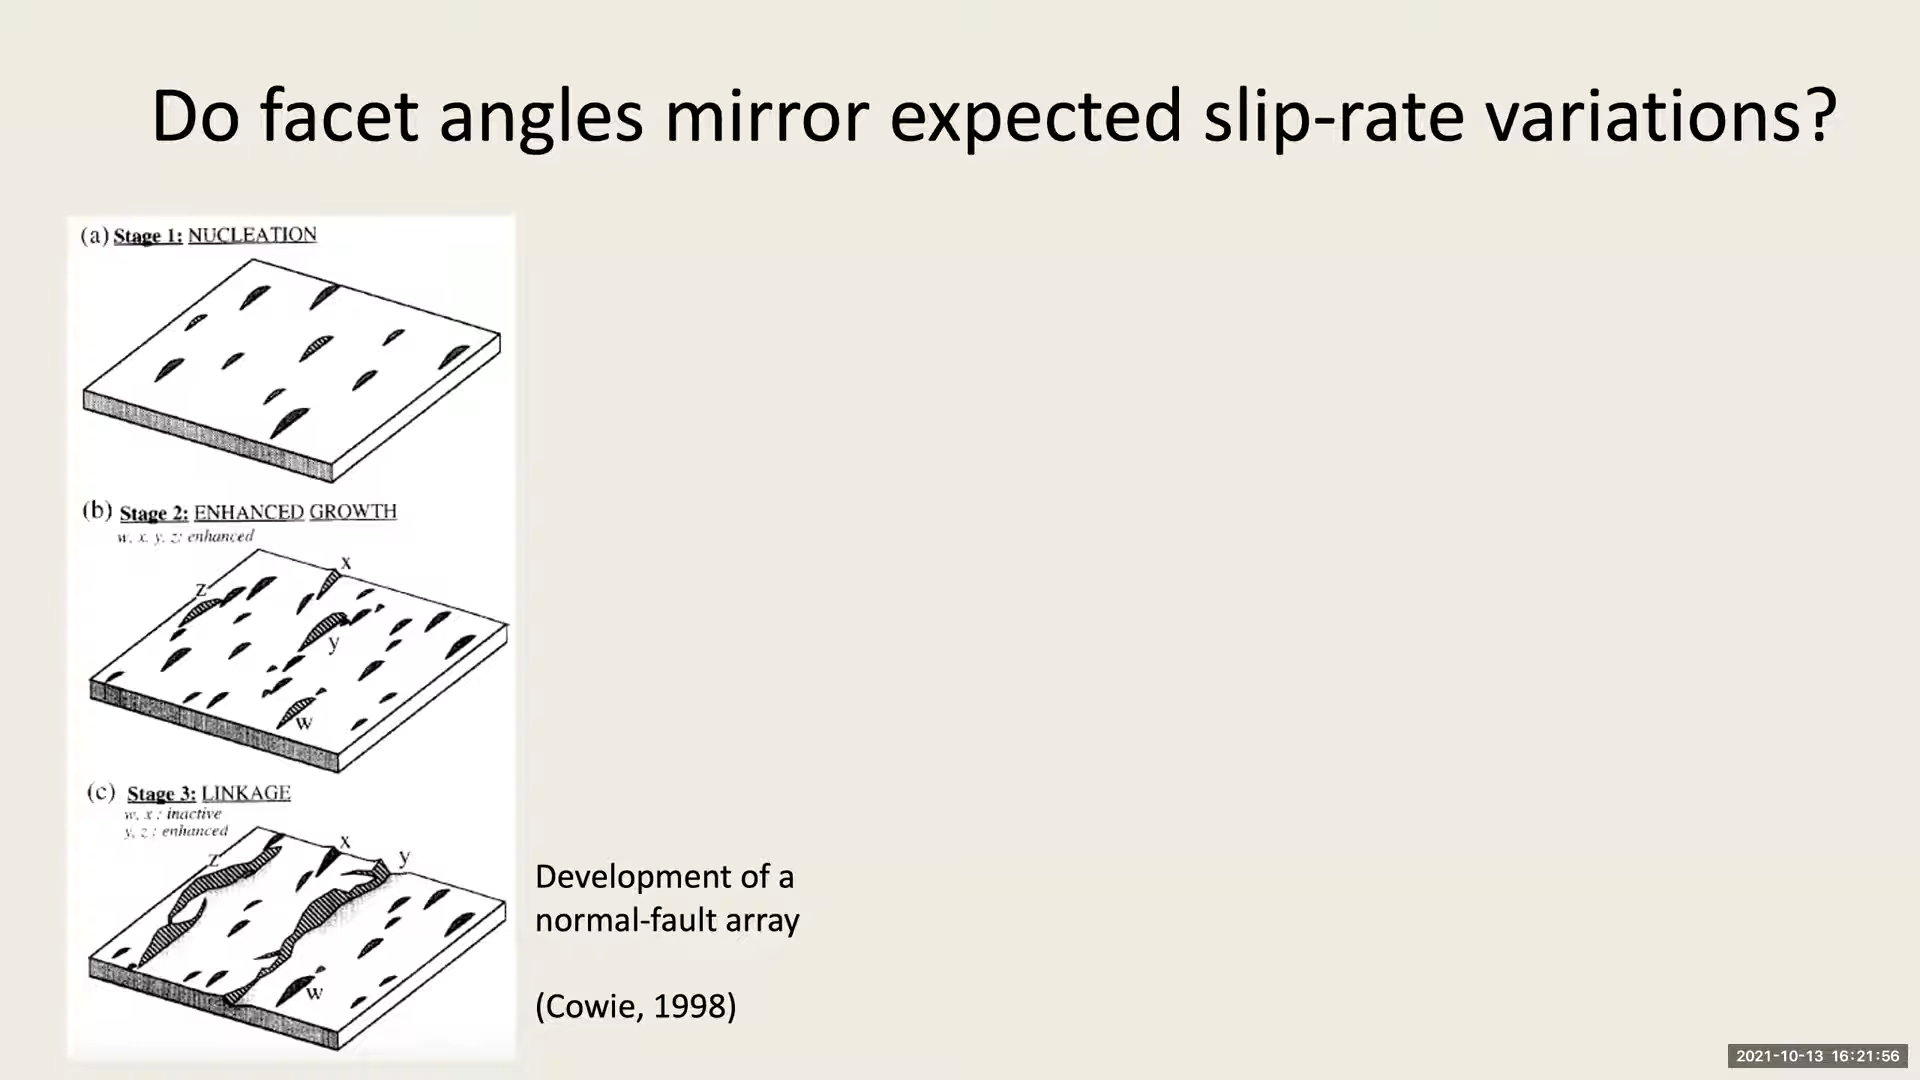 Do facet angles mirror expected slip-rate variations?
(a) Stage 1: NUCLEATION
(b) Stage 2: ENHANCED GROWTH
w, x, y, z: enhanced
x
z
y
w
(c) Stage 3: LINKAGE
w, x : inactive
y, z : enhanced
x
y
z
w
Development of a
normal-fault array
(Cowie, 1998)
2021-10-13 16:21:56